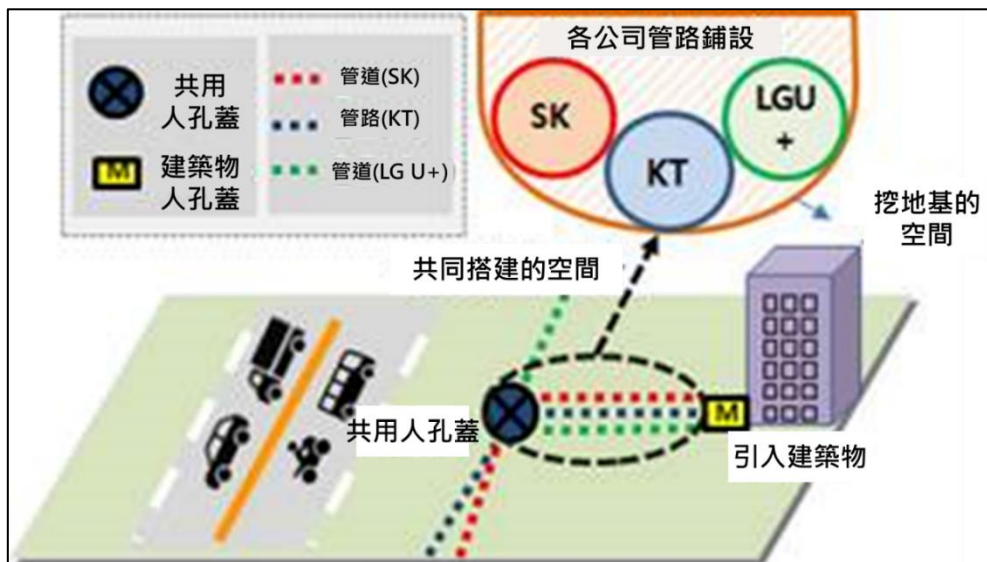 共用
人孔蓋
建築物
人孔蓋
M
管道(SK)
管路(KT)
管道(LG U+)
各公司管路鋪設
SK
KT
LGU
+
挖地基的
空間
共同搭建的空間
共用人孔蓋
M
引入建築物